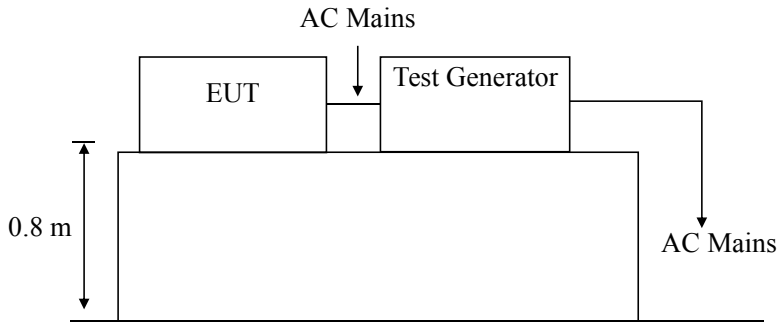 AC Mains
EUT
Test Generator
0.8 m
AC Mains